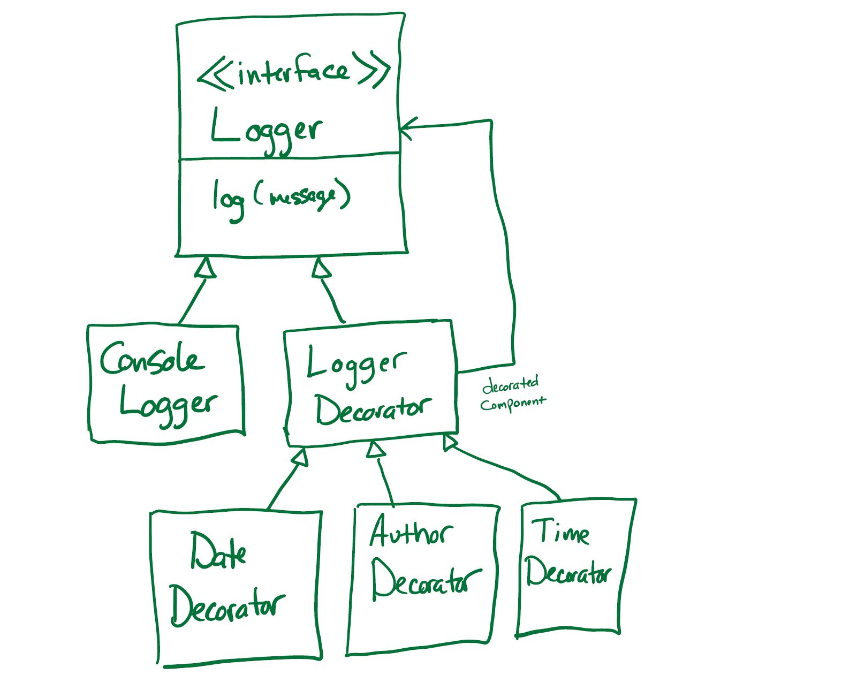 ≪interface≫
Logger
log(message)
Console
Logger
Logger
Decorator
decorated
Component
Date
Decorator
Author
Decorator
Time
Decorator